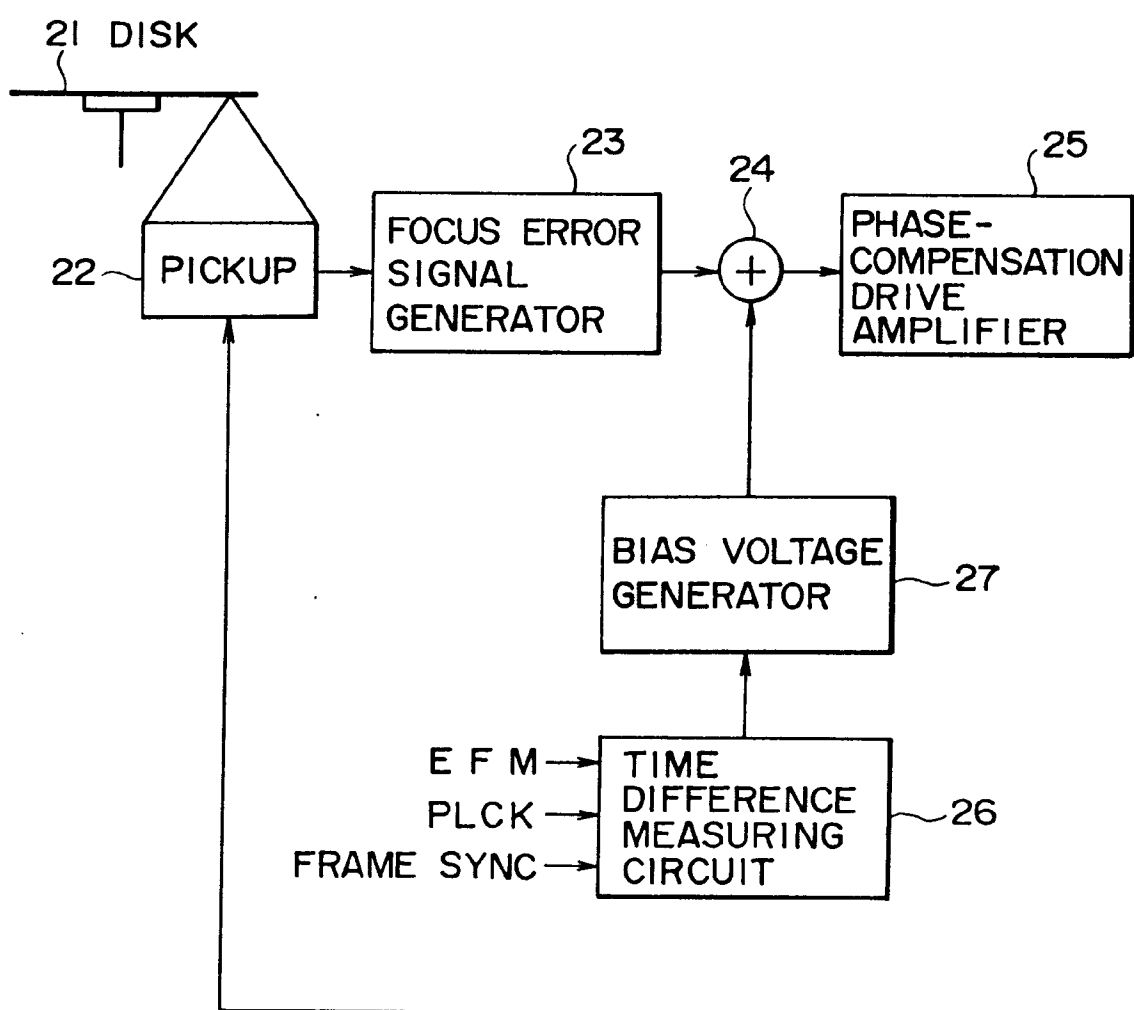 21 DISK
22
PICKUP
23
FOCUS ERROR
SIGNAL
GENERATOR
24
+
25
PHASE-
COMPENSATION
DRIVE
AMPLIFIER
BIAS VOLTAGE
GENERATOR
27
E F M
PLCK
FRAME SYNC
TIME
DIFFERENCE
MEASURING
CIRCUIT
26